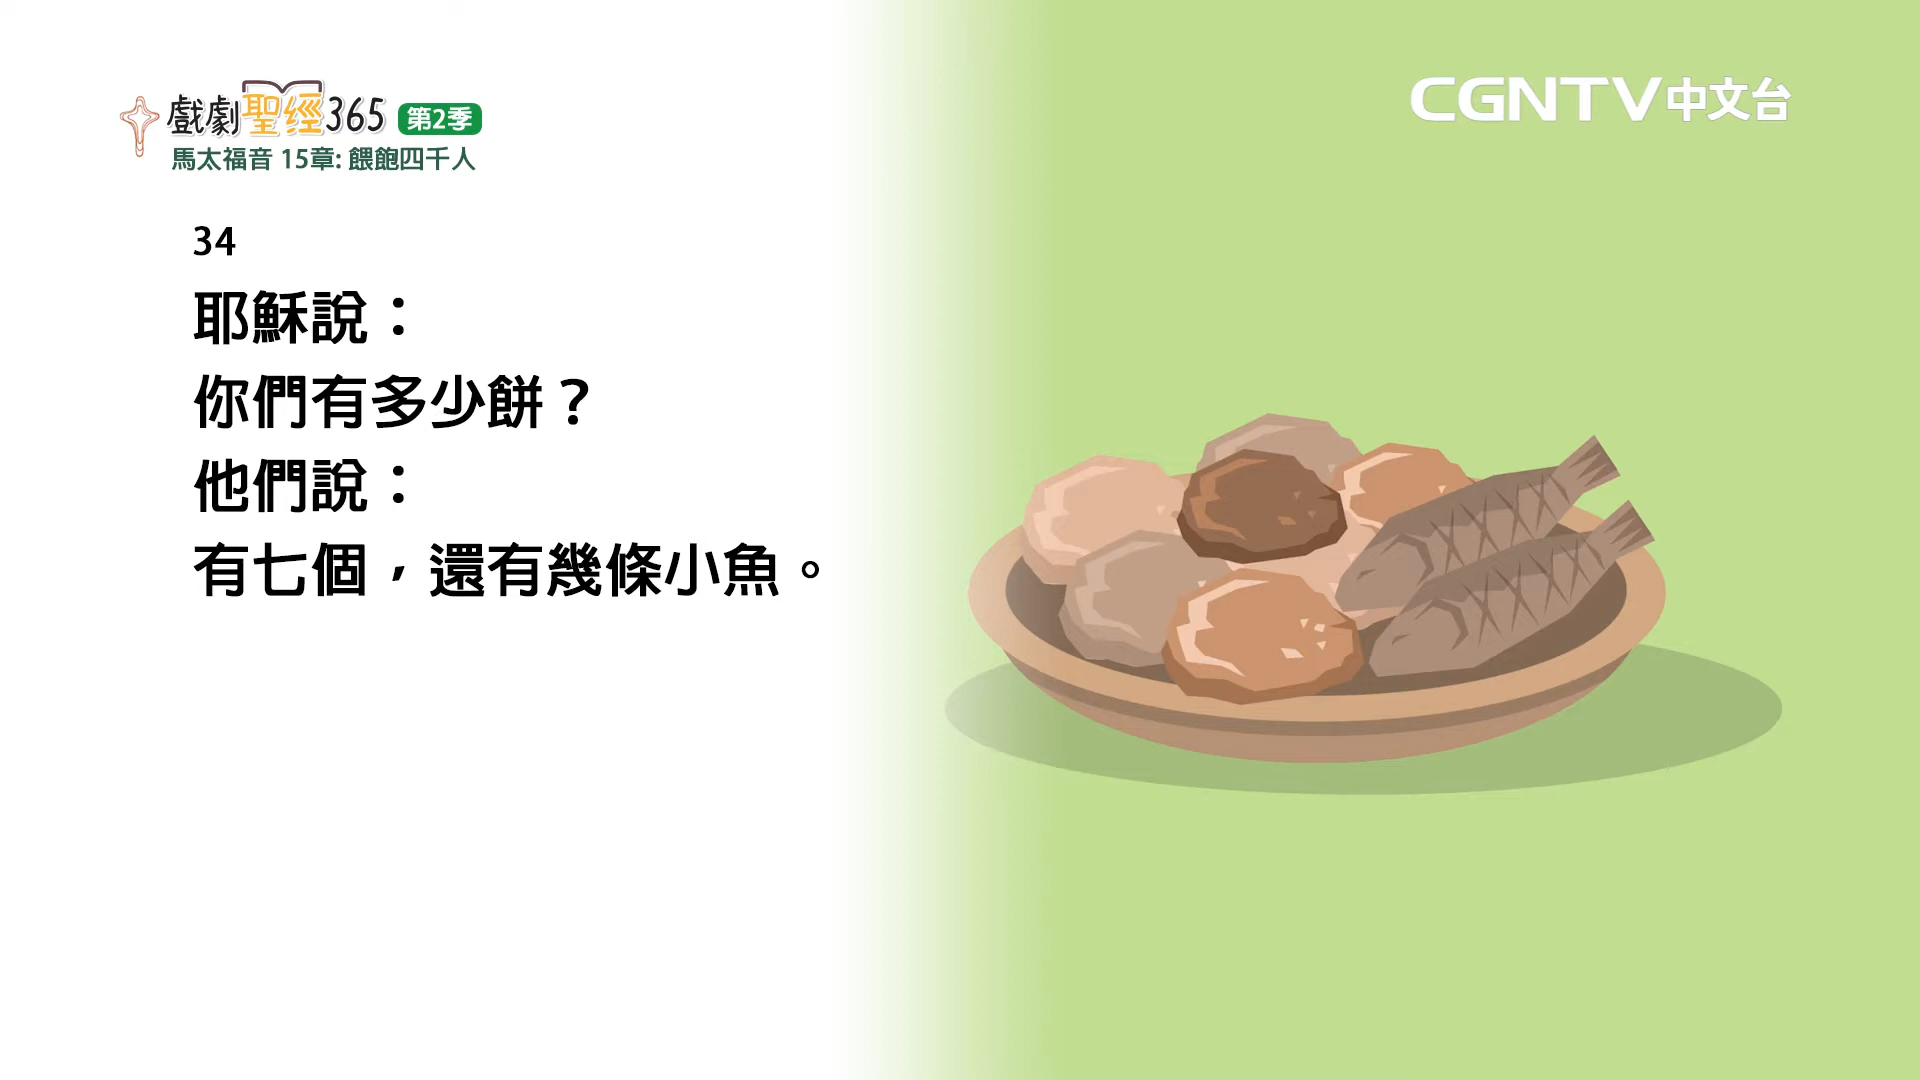 戲劇聖經365 第2季
馬太福音 15章: 餵飽四千人
CGNTV中文台
34
耶穌說：
你們有多少餅？
他們說：
有七個，還有幾條小魚。